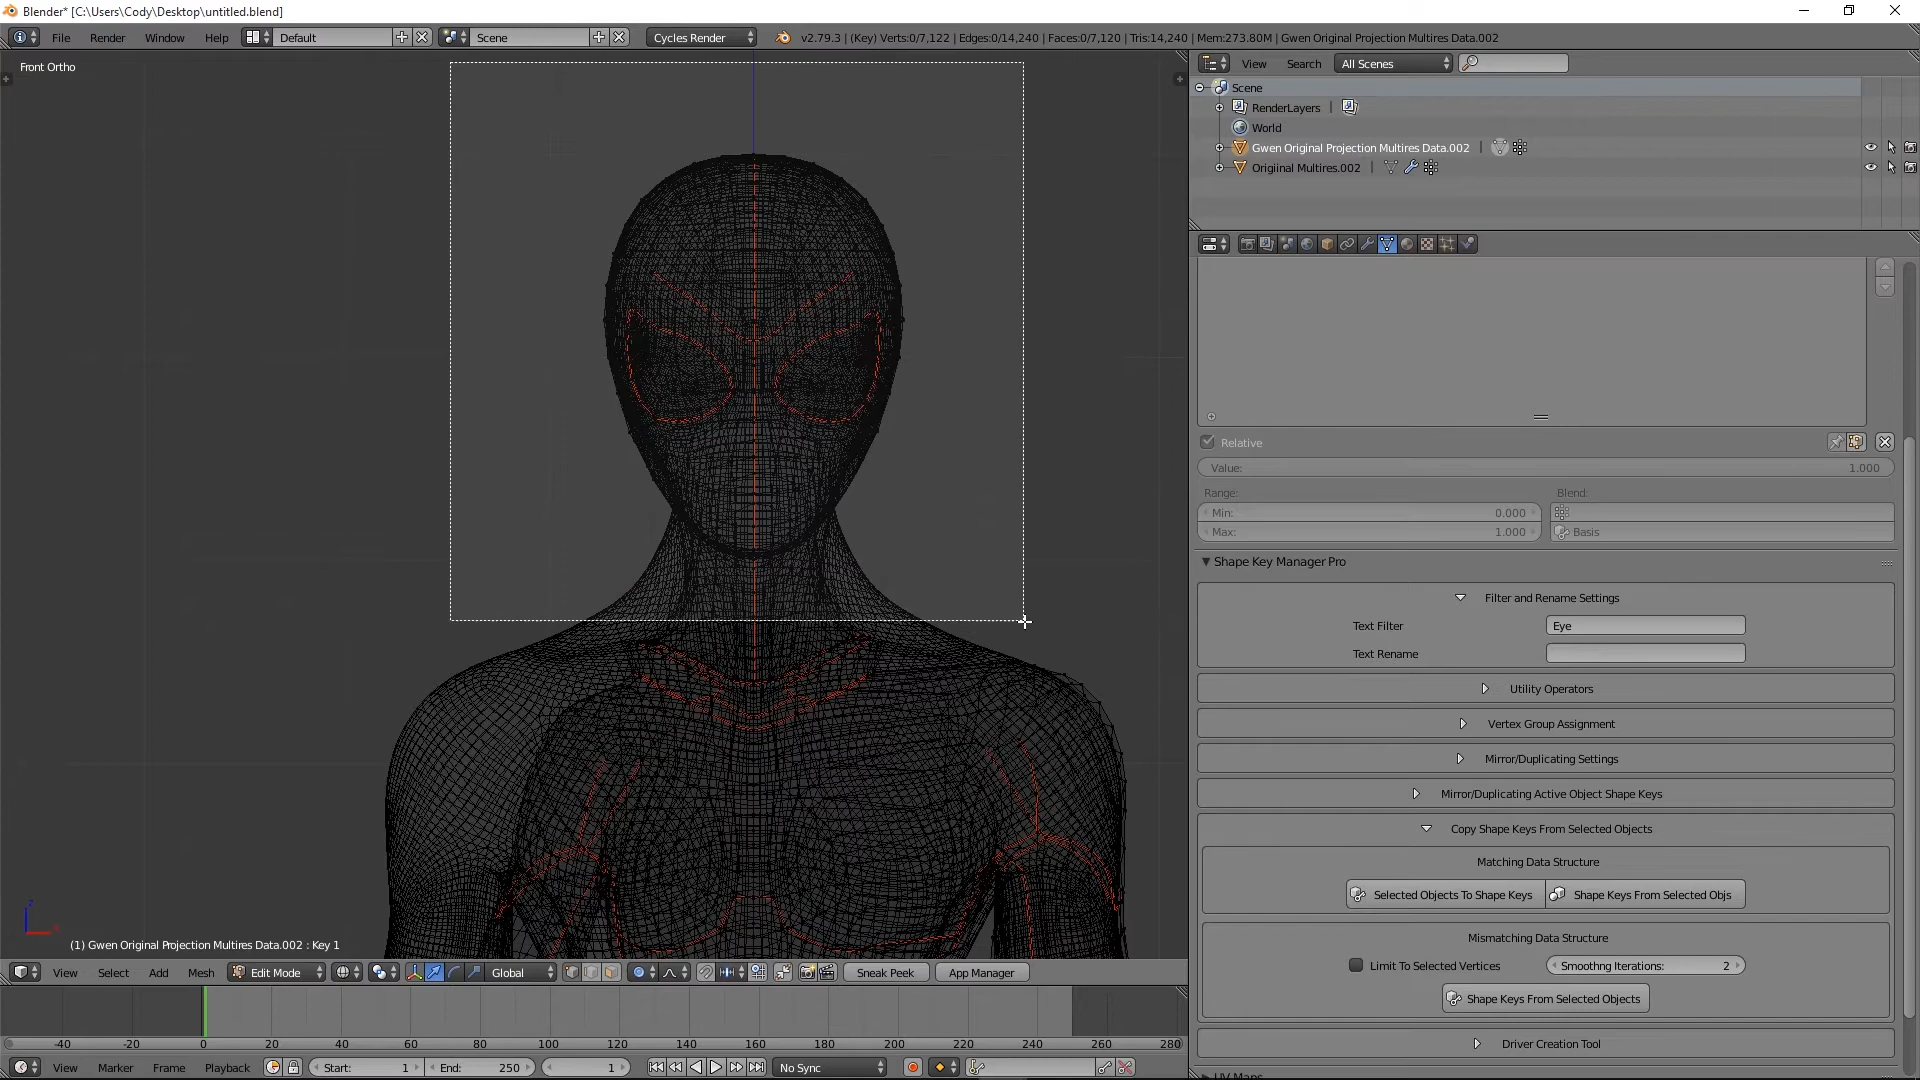 Blender* [C:\Users\Cody\Desktop\untitled.blend]
File Render Window Help Default Scene Cycles Render v2.79.3 | (Key) Verts:0/7,122 | Edges:0/14,240 | Faces:0/7,120 | Tris:14,240 | Mem:273.80M | Gwen Original Projection Multires Data.002
Front Ortho
View Search All Scenes
Scene
RenderLayers
World
Gwen Original Projection Multires Data.002
Origiinal Multires.002
Relative
Value: 1.000
Range: Blend:
Min: 0.000
Max: 1.000 Basis
Shape Key Manager Pro
Filter and Rename Settings
Text Filter Eye
Text Rename
Utility Operators
Vertex Group Assignment
Mirror/Duplicating Settings
Mirror/Duplicating Active Object Shape Keys
Copy Shape Keys From Selected Objects
Matching Data Structure
Selected Objects To Shape Keys Shape Keys From Selected Objs
Mismatching Data Structure
Limit To Selected Vertices Smoothng Iterations: 2
Shape Keys From Selected Objects
Driver Creation Tool
UV Maps
z
(1) Gwen Original Projection Multires Data.002 : Key 1
View Select Add Mesh Edit Mode Global Sneak Peek App Manager
-40 -20 0 20 40 60 80 100 120 140 160 180 200 220 240 260 280
View Marker Frame Playback Start: 1 End: 250 1 No Sync